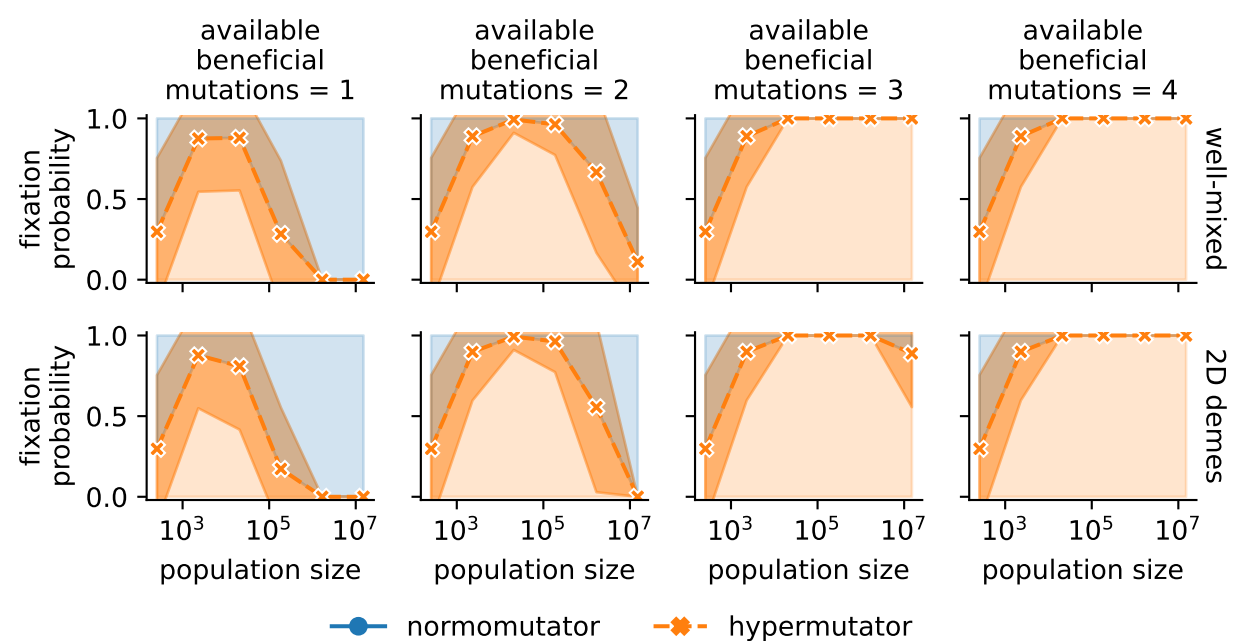 available
beneficial
mutations = 1
available
beneficial
mutations = 2
available
beneficial
mutations = 3
available
beneficial
mutations = 4
fixation
probability
1.0
0.5
0.0
well-mixed
fixation
probability
1.0
0.5
0.0
2D demes
10³ 10⁵ 10⁷
10³ 10⁵ 10⁷
10³ 10⁵ 10⁷
10³ 10⁵ 10⁷
population size
population size
population size
population size
normomutator
hypermutator